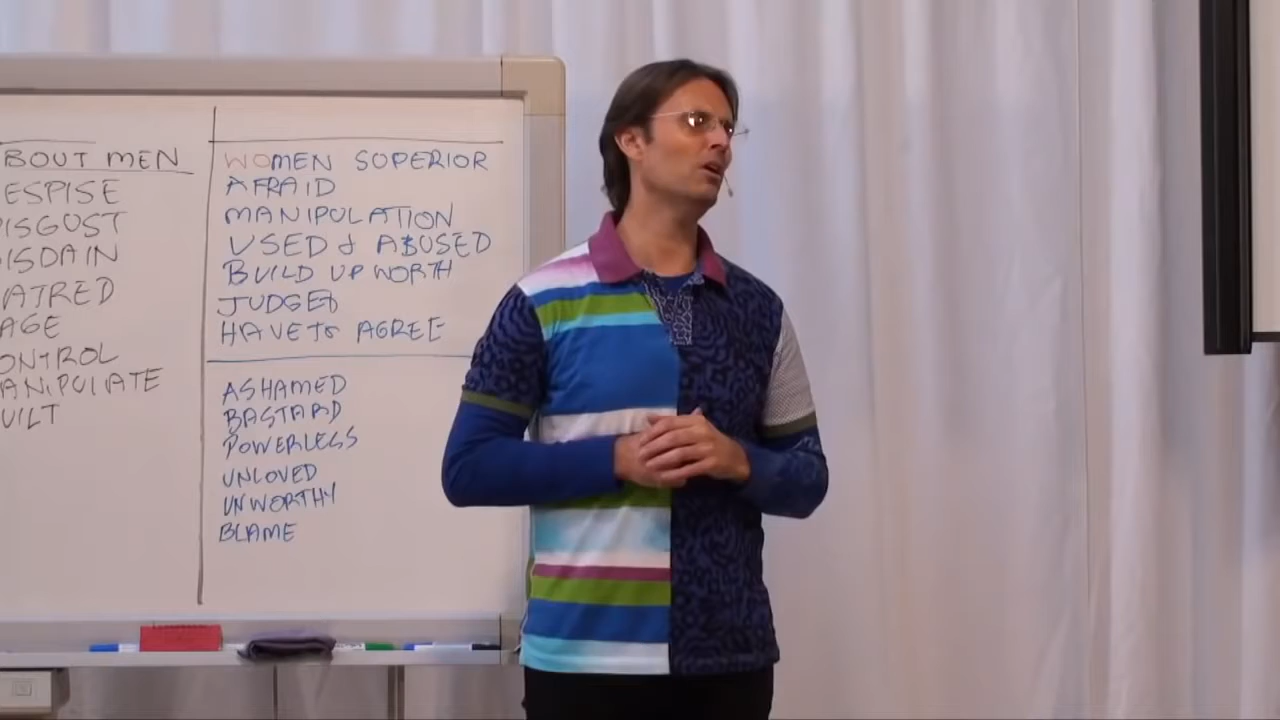 BOUT MEN
ESPISE
ISGUST
ISDAIN
ATRED
AGE
ONTROL
ANIPULATE
UILT
WOMEN SUPERIOR
AFRAID
MANIPULATION
USED & ABUSED
BUILD UP WORTH
JUDGED
HAVE TO AGREE
ASHAMED
BASTARD
POWERLESS
UNLOVED
UNWORTHY
BLAME